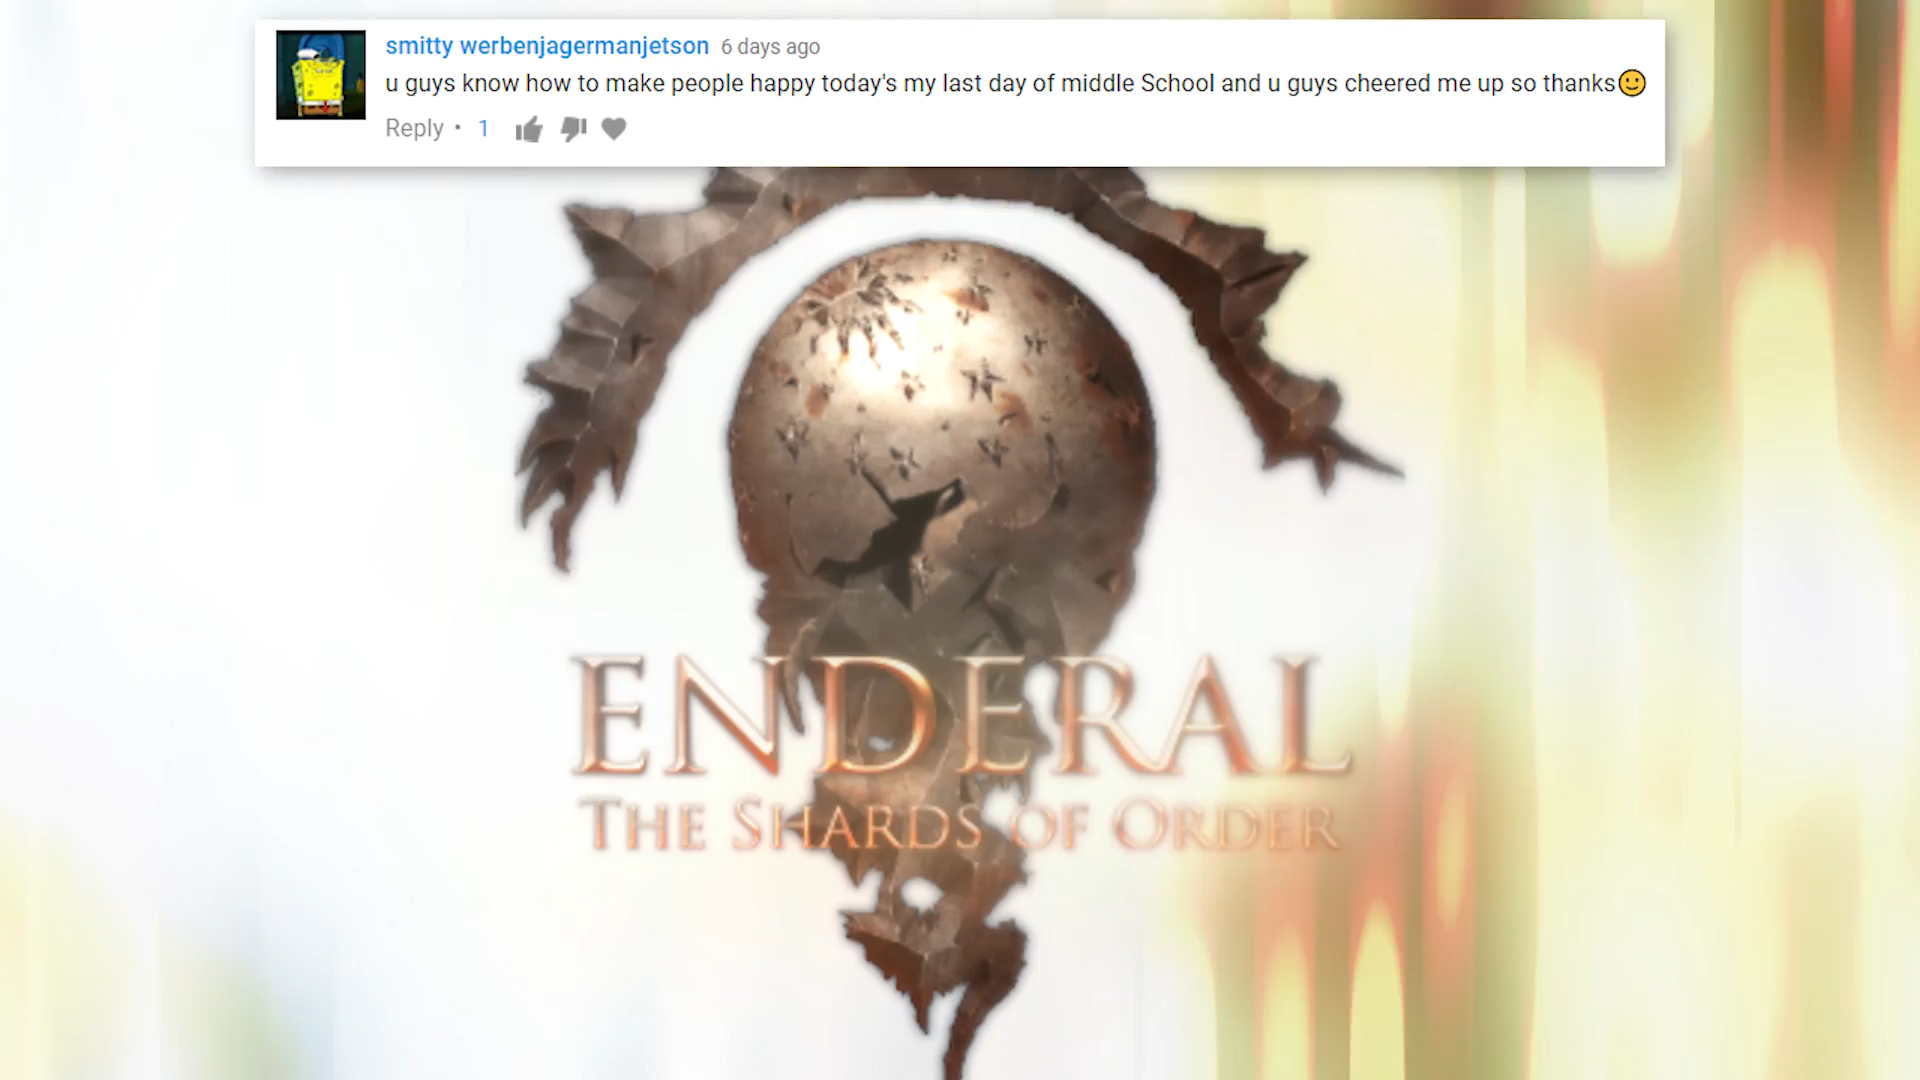 smitty werbenjagermanjetson 6 days ago
u guys know how to make people happy today's my last day of middle School and u guys cheered me up so thanks🙂
Reply • 1
ENDERAL
THE SHARDS OF ORDER